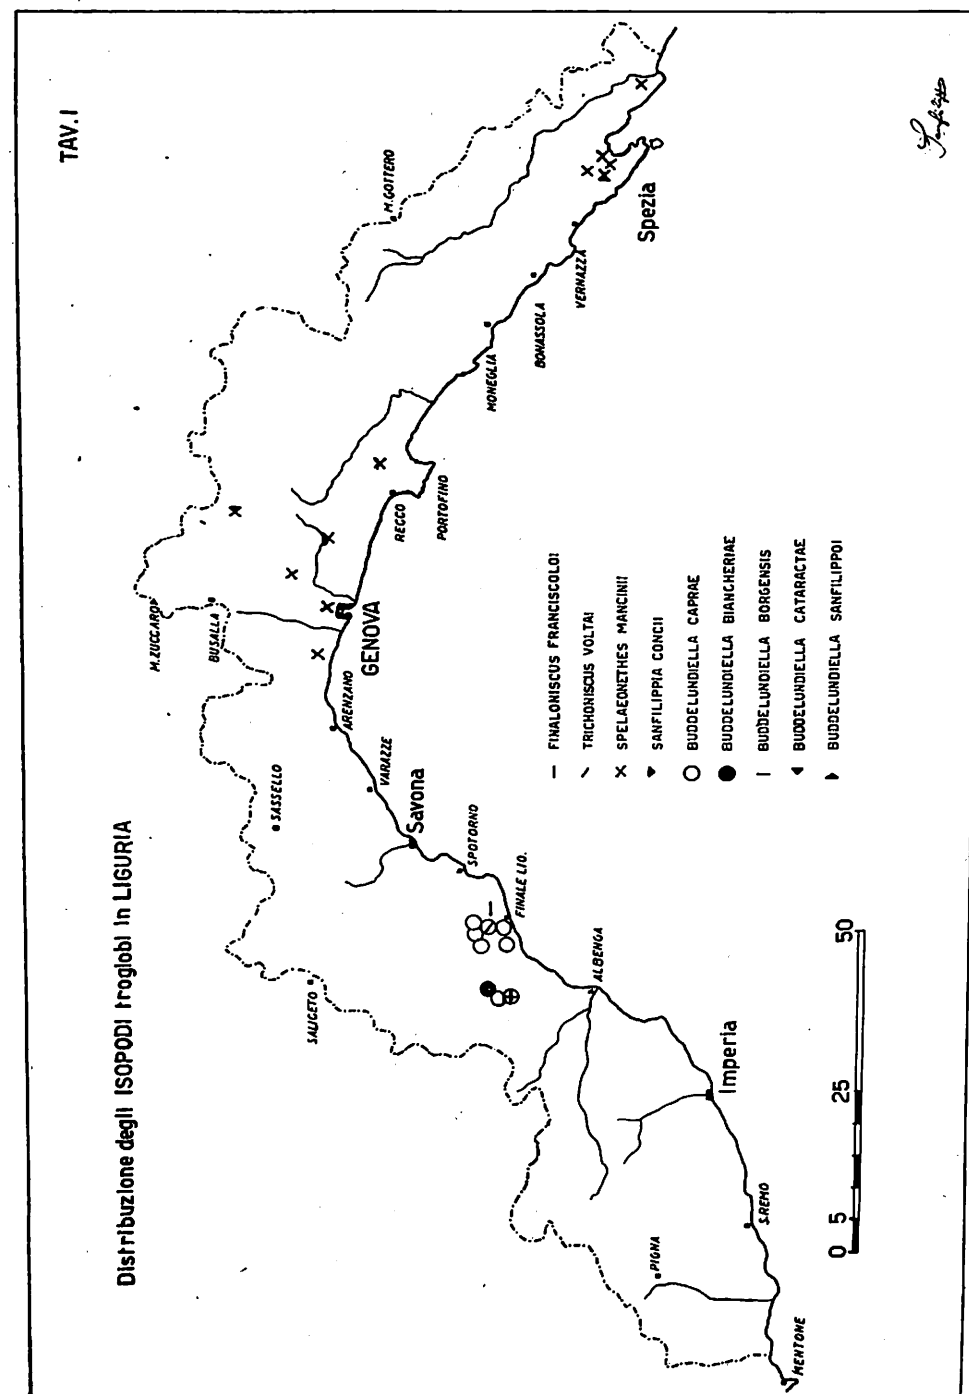 TAV. I
Distribuzione degli ISOPODI troglobi in LIGURIA
M. GOTTERO
M. ZUCCARO
BUSALLA
SASSELLO
SALICETO
Spezia
VERNAZZA
BONASSOLA
MONEGLIA
PORTOFINO
RECCO
GENOVA
ARENZANO
VARAZZE
Savona
SPOTORNO
FINALE LIG.
ALBENGA
Imperia
S. REMO
PIGNA
MENTONE
FINALONISCUS FRANCISCOLOI
TRICHONISCUS VOLTAI
SPELAEONETHES MANCINII
SANFILIPPIA CONCII
BUDDELUNDIELLA CAPRAE
BUDDELUNDIELLA BIANCHERIAE
BUDDELUNDIELLA BORGENSIS
BUDDELUNDIELLA CATARACTAE
BUDDELUNDIELLA SANFILIPPOI
0 5 25 50